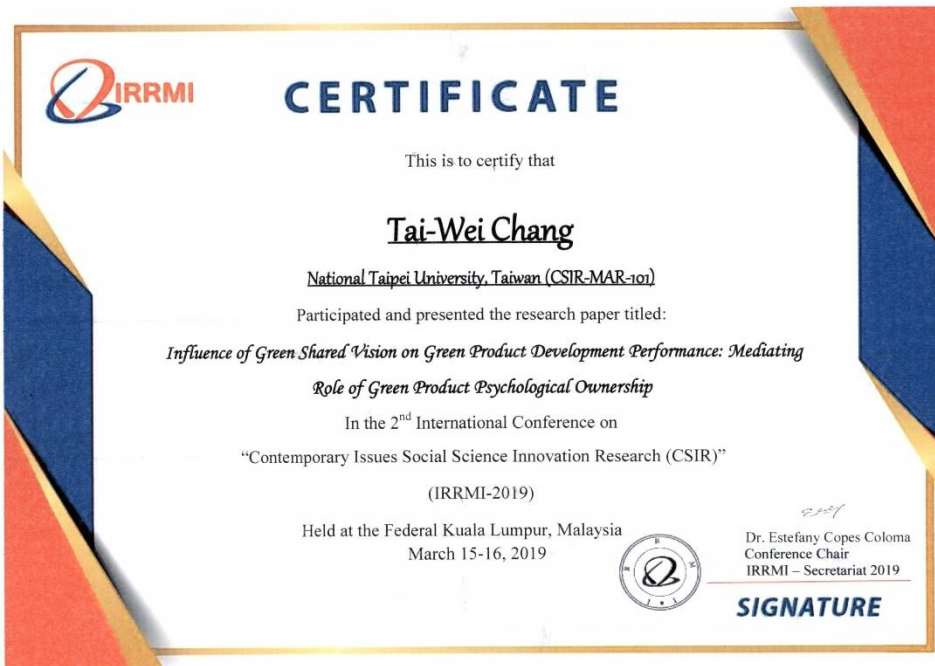 IRRMI
CERTIFICATE
This is to certify that
Tai-Wei Chang
National Taipei University, Taiwan (CSIR-MAR-101)
Participated and presented the research paper titled:
Influence of Green Shared Vision on Green Product Development Performance: Mediating
Role of Green Product Psychological Ownership
In the 2nd International Conference on
“Contemporary Issues Social Science Innovation Research (CSIR)”
(IRRMI-2019)
Held at the Federal Kuala Lumpur, Malaysia
March 15-16, 2019
Dr. Estefany Copes Coloma
Conference Chair
IRRMI – Secretariat 2019
SIGNATURE